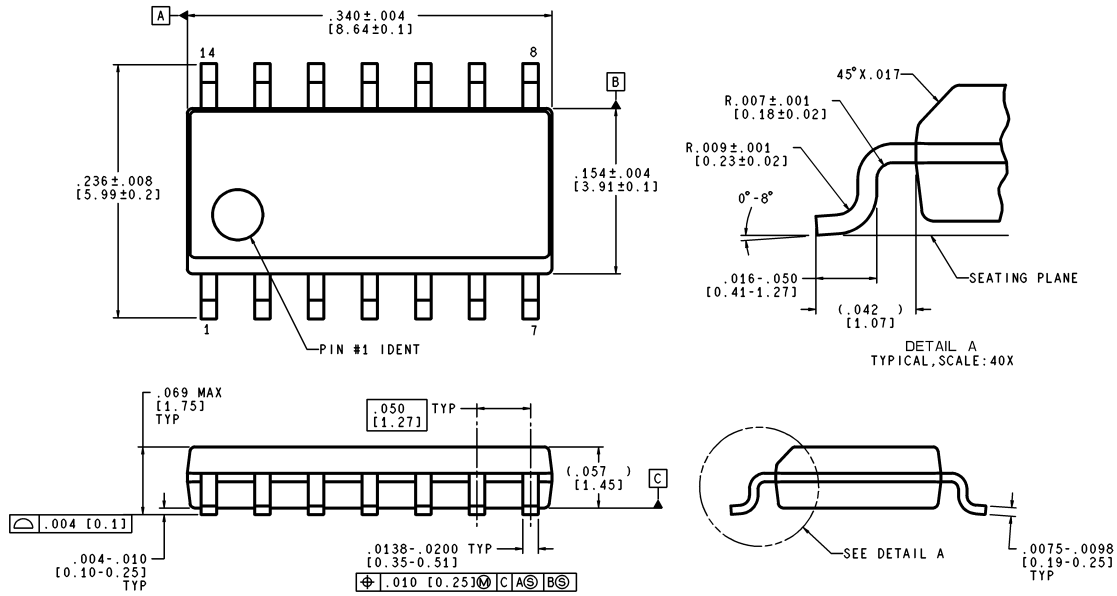 A
.340±.004
[8.64±0.1]
14
8
B
.236±.008
[5.99±0.2]
.154±.004
[3.91±0.1]
1
7
PIN #1 IDENT
45°X.017
R.007±.001
[0.18±0.02]
R.009±.001
[0.23±0.02]
0°-8°
SEATING PLANE
.016-.050
[0.41-1.27]
(.042 )
[1.07]
DETAIL A
TYPICAL,SCALE:40X
.069 MAX
[1.75]
TYP
.050 TYP
[1.27]
(.057 )
[1.45]
C
⌓ .004 [0.1]
.004-.010
[0.10-0.25]
TYP
.0138-.0200 TYP
[0.35-0.51]
⌖ .010 [0.25]Ⓜ C AⓈ BⓈ
SEE DETAIL A
.0075-.0098
[0.19-0.25]
TYP